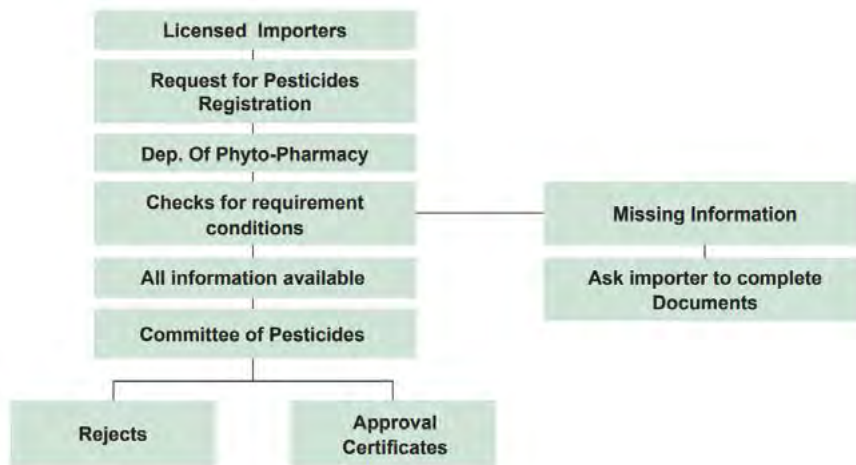 Licensed Importers
Request for Pesticides
Registration
Dep. Of Phyto-Pharmacy
Checks for requirement
conditions
Missing Information
All information available
Ask importer to complete
Documents
Committee of Pesticides
Rejects
Approval
Certificates